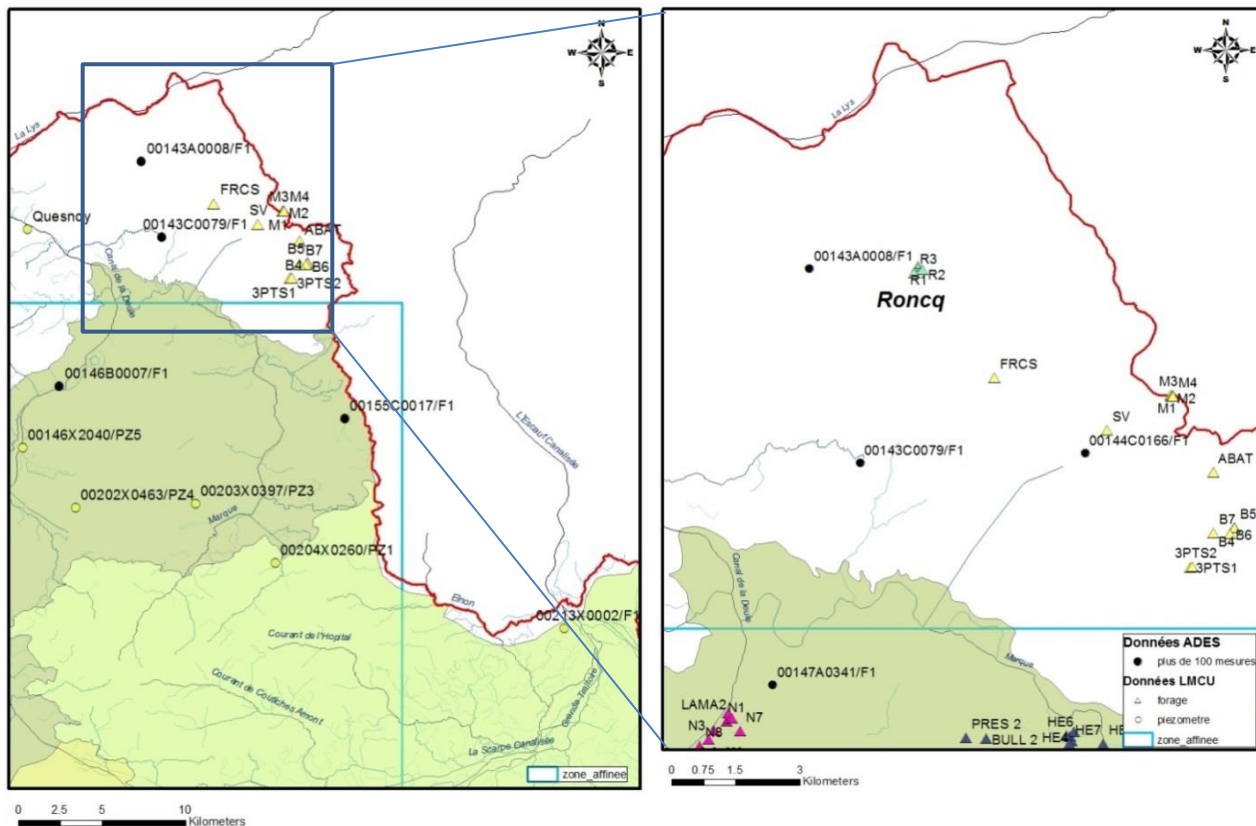 N
W E
S
La Lys
00143A0008/F1
FRCS
M3M4
SV
M2
M1
Quesnoy
00143C0079/F1
ABAT
B5
B7
B4
B6
3PTS2
3PTS1
Canal de la Deule
00146B0007/F1
00155C0017/F1
L'Escaut Canalisée
00146X2040/PZ5
00202X0463/PZ4
00203X0397/PZ3
Marque
00204X0260/PZ1
Elnon
00213X0002/F1
Courant de l'Hopital
Courant de Coutiches Amont
La Scarpe Canalisée
zone_affinee
0 2.5 5 10
Kilometers
N
W E
S
La Lys
00143A0008/F1
R3
R2
R1
Roncq
FRCS
M3M4
M2
M1
SV
00144C0166/F1
00143C0079/F1
ABAT
B7
B5
B4
B6
3PTS2
3PTS1
Canal de la Deule
Marque
00147A0341/F1
LAMA2
N1
N7
N3
N8
PRES 2
BULL 2
HE6
HE7
HE4
Données ADES
plus de 100 mesures
Données LMCU
forage
piezometre
zone_affinee
0 0.75 1.5 3
Kilometers